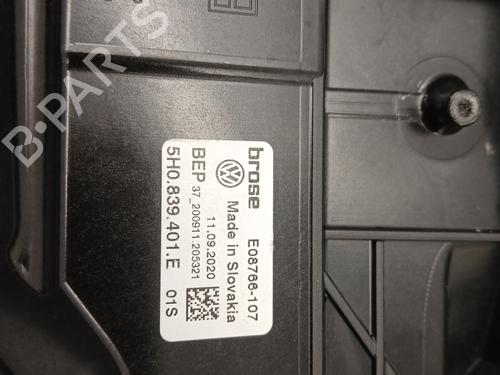 brose E08766-107
Made in Slovakia
BEP 11.09.2020
37_200911.205321
5H0.839.401.E 01S
B-PARTS